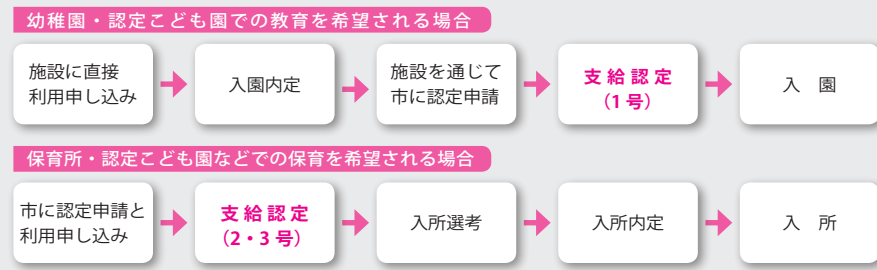 幼稚園・認定こども園での教育を希望される場合
施設に直接
利用申し込み
入園内定
施設を通じて
市に認定申請
支給認定
（1号）
入　園
保育所・認定こども園などでの保育を希望される場合
市に認定申請と
利用申し込み
支給認定
（2・3号）
入所選考
入所内定
入　所